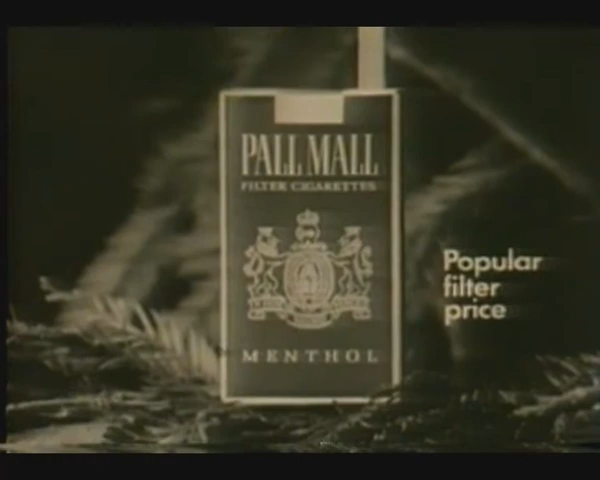 PALL MALL
FILTER CIGARETTES
MENTHOL
Popular
filter
price